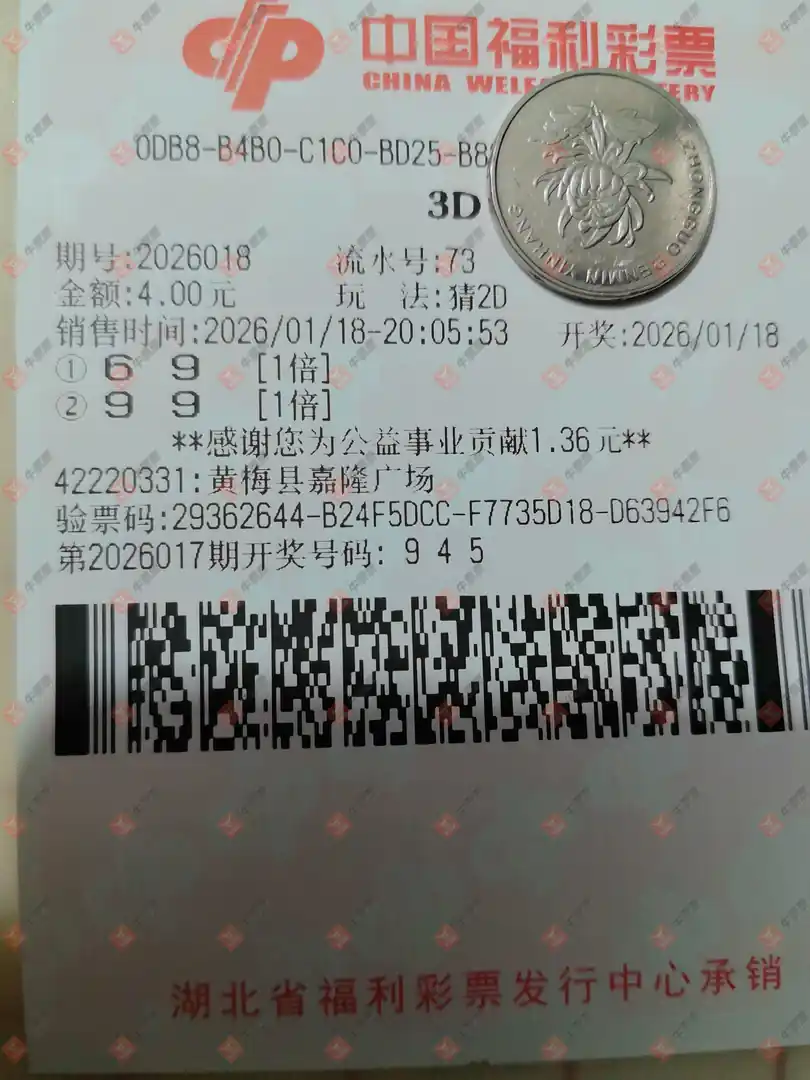 中国福利彩票
CHINA WELF ERY
0DB8-B4B0-C1C0-BD25-B8
3D
期号:2026018 流水号:73
金额:4.00元 玩 法:猜2D
销售时间:2026/01/18-20:05:53 开奖:2026/01/18
① 6 9 [1倍]
② 9 9 [1倍]
**感谢您为公益事业贡献1.36元**
42220331:黄梅县嘉隆广场
验票码:29362644-B24F5DCC-F7735D18-D63942F6
第2026017期开奖号码: 9 4 5
湖北省福利彩票发行中心承销
ZHONGGUO RENMIN YINHANG